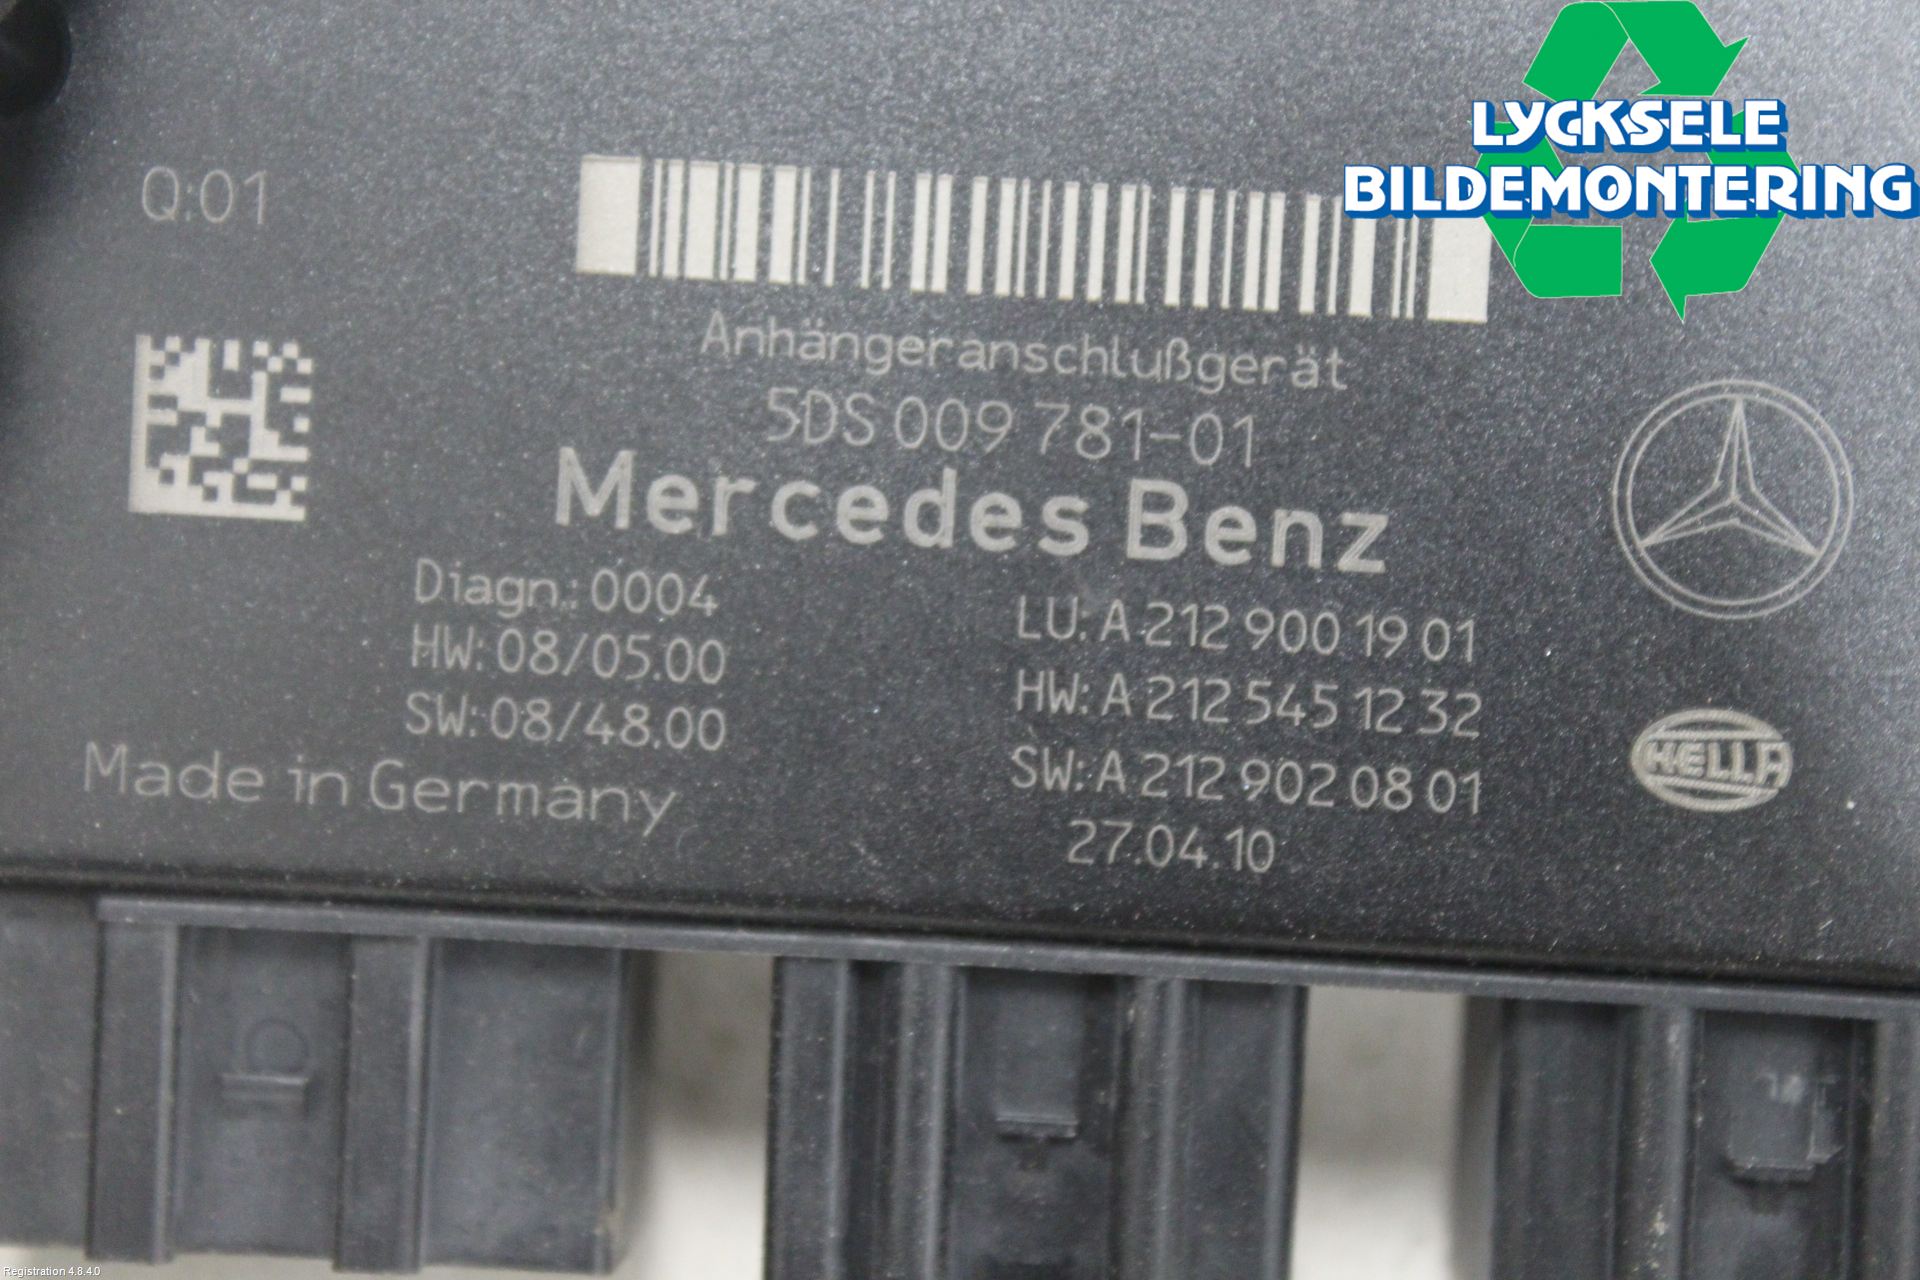 LYCKSELE
BILDEMONTERING
Q:01
Anhängeranschlußgerät
5DS 009 781-01
Mercedes Benz
Diagn.: 0004
HW: 08/05.00
SW: 08/48.00
Made in Germany
LU: A 212 900 19 01
HW: A 212 545 12 32
SW: A 212 902 08 01
27.04.10
HELLA
Registration 4.8.4.0